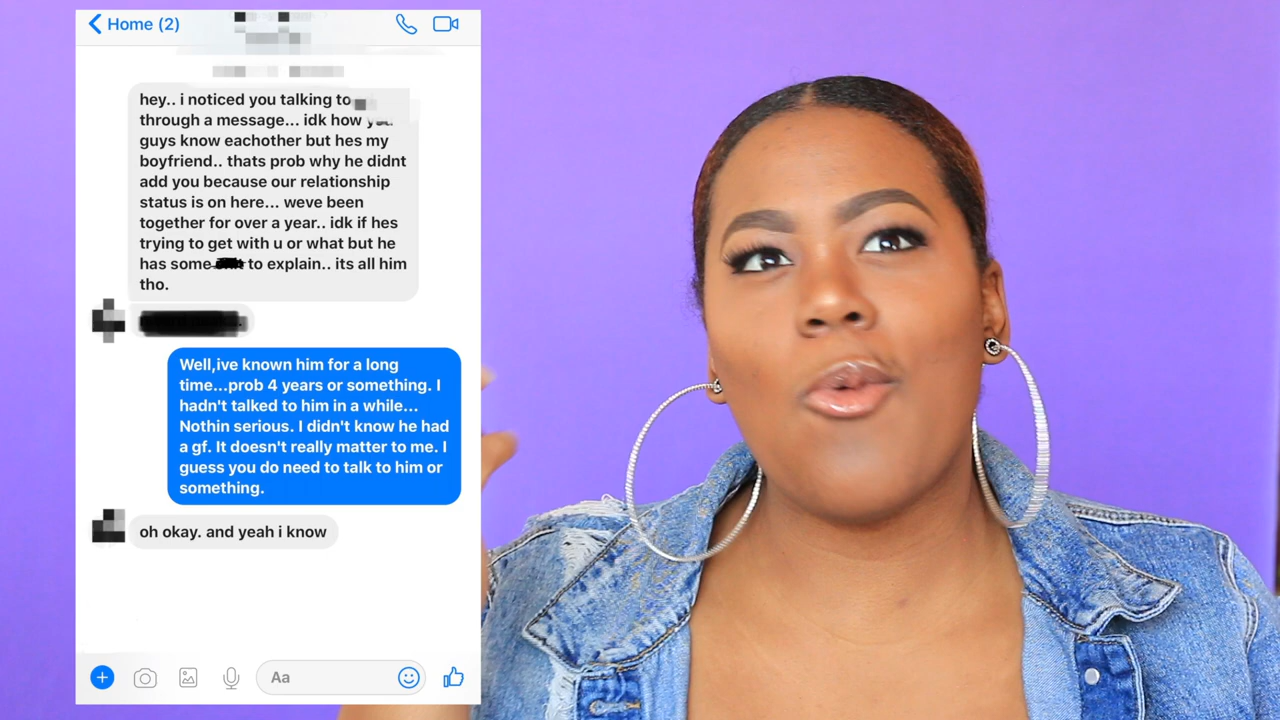 Home (2)
hey.. i noticed you talking to
through a message... idk how
guys know eachother but hes my
boyfriend.. thats prob why he didnt
add you because our relationship
status is on here... weve been
together for over a year.. idk if hes
trying to get with u or what but he
has some to explain.. its all him
tho.
Well,ive known him for a long
time...prob 4 years or something. I
hadn't talked to him in a while...
Nothin serious. I didn't know he had
a gf. It doesn't really matter to me. I
guess you do need to talk to him or
something.
oh okay. and yeah i know
Aa